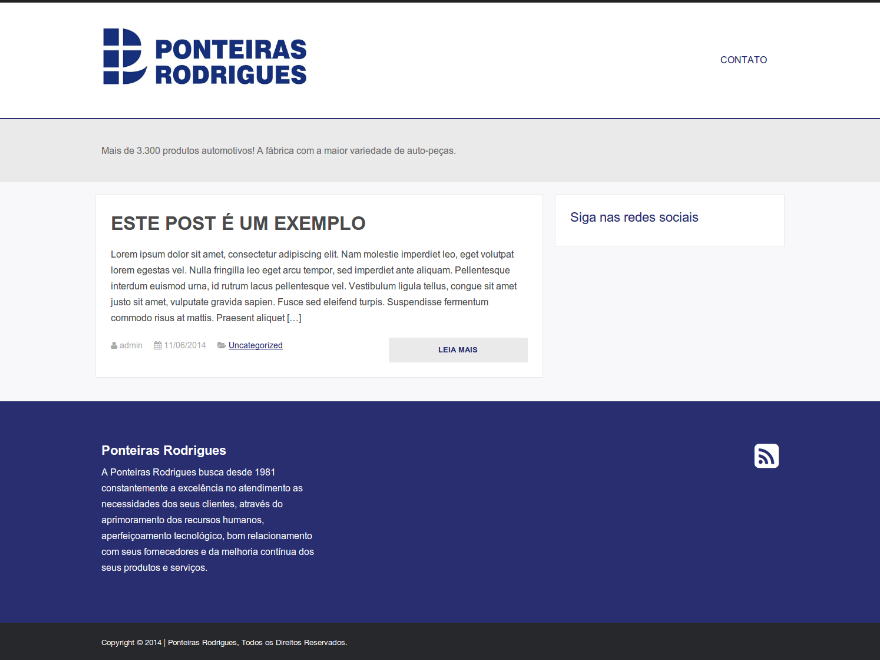 PONTEIRAS
RODRIGUES
CONTATO
Mais de 3.300 produtos automotivos! A fábrica com a maior variedade de auto-peças.
ESTE POST É UM EXEMPLO
Lorem ipsum dolor sit amet, consectetur adipiscing elit. Nam molestie imperdiet leo, eget volutpat
lorem egestas vel. Nulla fringilla leo eget arcu tempor, sed imperdiet ante aliquam. Pellentesque
interdum euismod urna, id rutrum lacus pellentesque vel. Vestibulum ligula tellus, congue sit amet
justo sit amet, vulputate gravida sapien. Fusce sed eleifend turpis. Suspendisse fermentum
commodo risus at mattis. Praesent aliquet […]
admin 11/06/2014 Uncategorized
LEIA MAIS
Siga nas redes sociais
Ponteiras Rodrigues
A Ponteiras Rodrigues busca desde 1981
constantemente a excelência no atendimento as
necessidades dos seus clientes, através do
aprimoramento dos recursos humanos,
aperfeiçoamento tecnológico, bom relacionamento
com seus fornecedores e da melhoria contínua dos
seus produtos e serviços.
Copyright © 2014 | Ponteiras Rodrigues, Todos os Direitos Reservados.